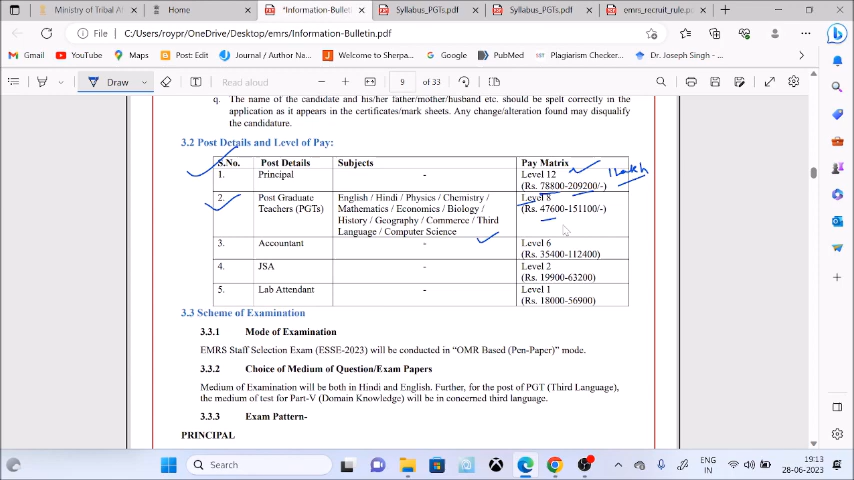 Ministry of Tribal Af
Home
*Information-Bulleti
Syllabus_PGTs.pdf
Syllabus_PGTs.pdf
emrs_recruit_rule.po
File
C:/Users/roypr/OneDrive/Desktop/emrs/Information-Bulletin.pdf
Gmail
YouTube
Maps
Post: Edit
Journal / Author Na...
Welcome to Sherpa...
Google
PubMed
Plagiarism Checker...
Dr. Joseph Singh -...
Draw
Read aloud
9
of 33
q. The name of the candidate and his/her father/mother/husband etc. should be spelt correctly in the
application as it appears in the certificates/mark sheets. Any change/alteration found may disqualify
the candidature.
3.2 Post Details and Level of Pay:
S.No. Post Details Subjects Pay Matrix
1. Principal - Level 12
(Rs. 78800-209200/-)
1 Lakh
2. Post Graduate Teachers (PGTs) English / Hindi / Physics / Chemistry /
Mathematics / Economics / Biology /
History / Geography / Commerce / Third
Language / Computer Science
Level 8
(Rs. 47600-151100/-)
3. Accountant - Level 6
(Rs. 35400-112400)
4. JSA - Level 2
(Rs. 19900-63200)
5. Lab Attendant - Level 1
(Rs. 18000-56900)
3.3 Scheme of Examination
3.3.1 Mode of Examination
EMRS Staff Selection Exam (ESSE-2023) will be conducted in “OMR Based (Pen-Paper)” mode.
3.3.2 Choice of Medium of Question/Exam Papers
Medium of Examination will be both in Hindi and English. Further, for the post of PGT (Third Language),
the medium of test for Part-V (Domain Knowledge) will be in concerned third language.
3.3.3 Exam Pattern-
PRINCIPAL
Search
ENG
IN
19:13
28-06-2023